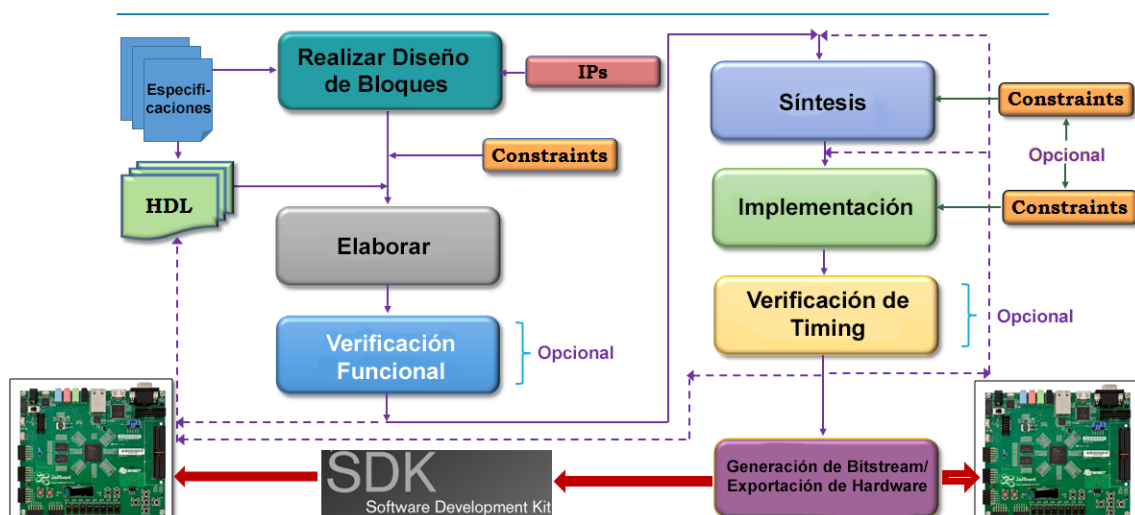 Especifi-
caciones
Realizar Diseño
de Bloques
IPs
Constraints
HDL
Elaborar
Verificación
Funcional
Opcional
Síntesis
Constraints
Opcional
Implementación
Constraints
Verificación de
Timing
Opcional
SDK
Software Development Kit
Generación de Bitstream/
Exportación de Hardware